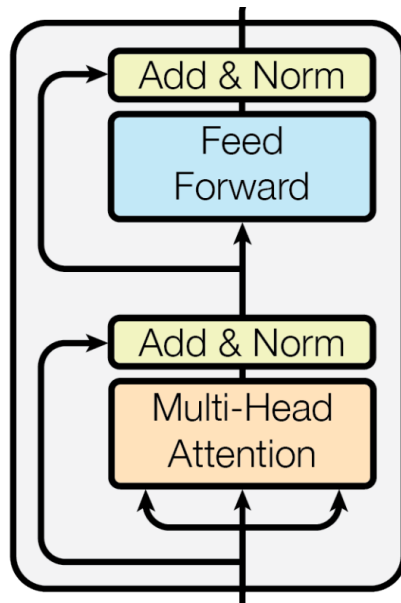 Add & Norm
Feed
Forward
Add & Norm
Multi-Head
Attention